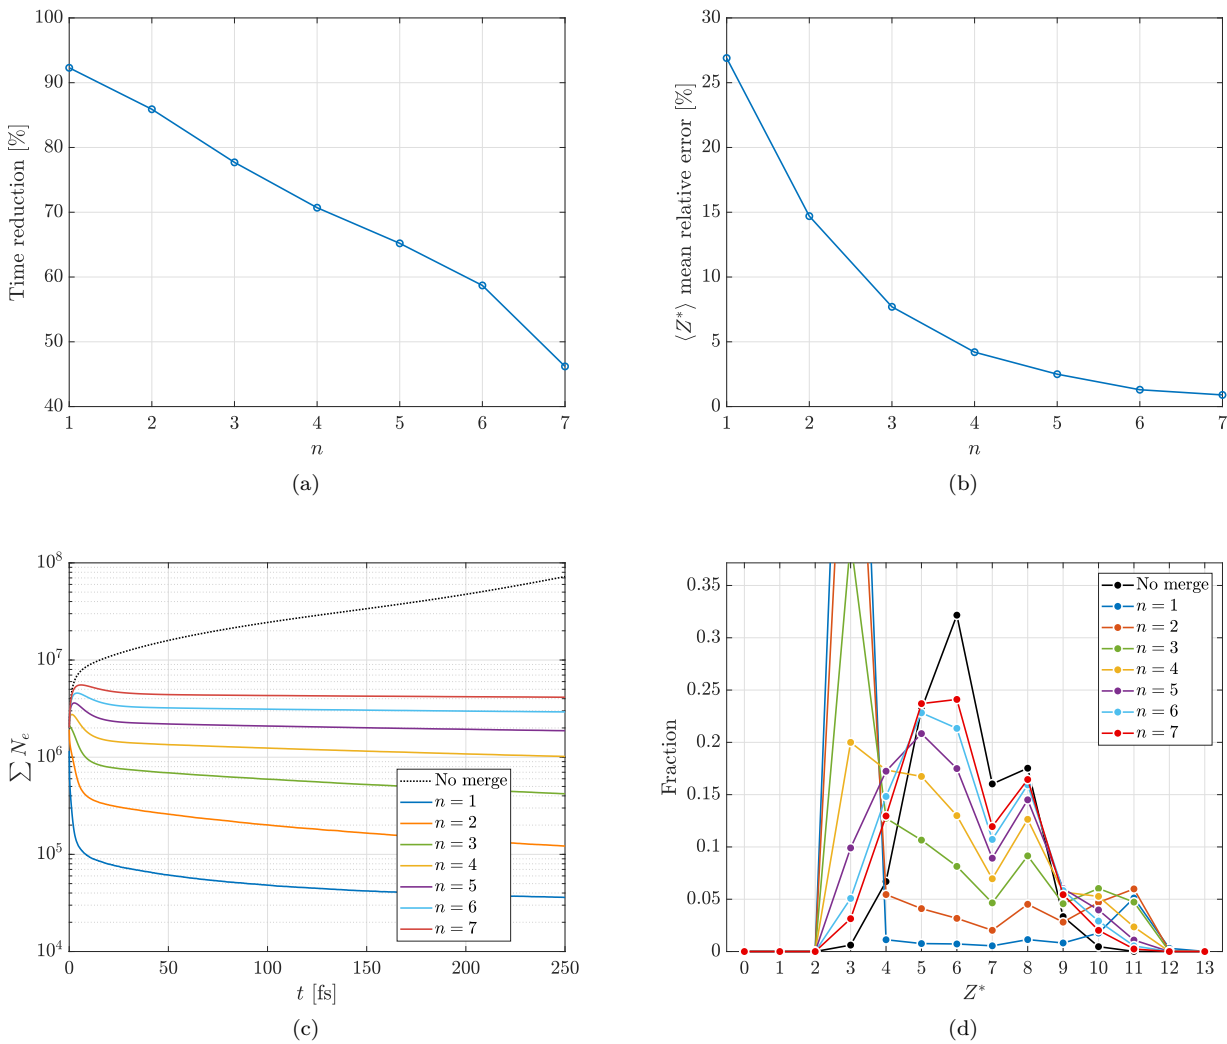 100
90
80
70
60
50
40
Time reduction [%]
1 2 3 4 5 6 7
n
(a)
30
25
20
15
10
5
0
⟨Z*⟩ mean relative error [%]
1 2 3 4 5 6 7
n
(b)
10^8
10^7
10^6
10^5
10^4
∑ N_e
No merge
n = 1
n = 2
n = 3
n = 4
n = 5
n = 6
n = 7
0 50 100 150 200 250
t [fs]
(c)
0.35
0.3
0.25
0.2
0.15
0.1
0.05
0
Fraction
No merge
n = 1
n = 2
n = 3
n = 4
n = 5
n = 6
n = 7
0 1 2 3 4 5 6 7 8 9 10 11 12 13
Z*
(d)